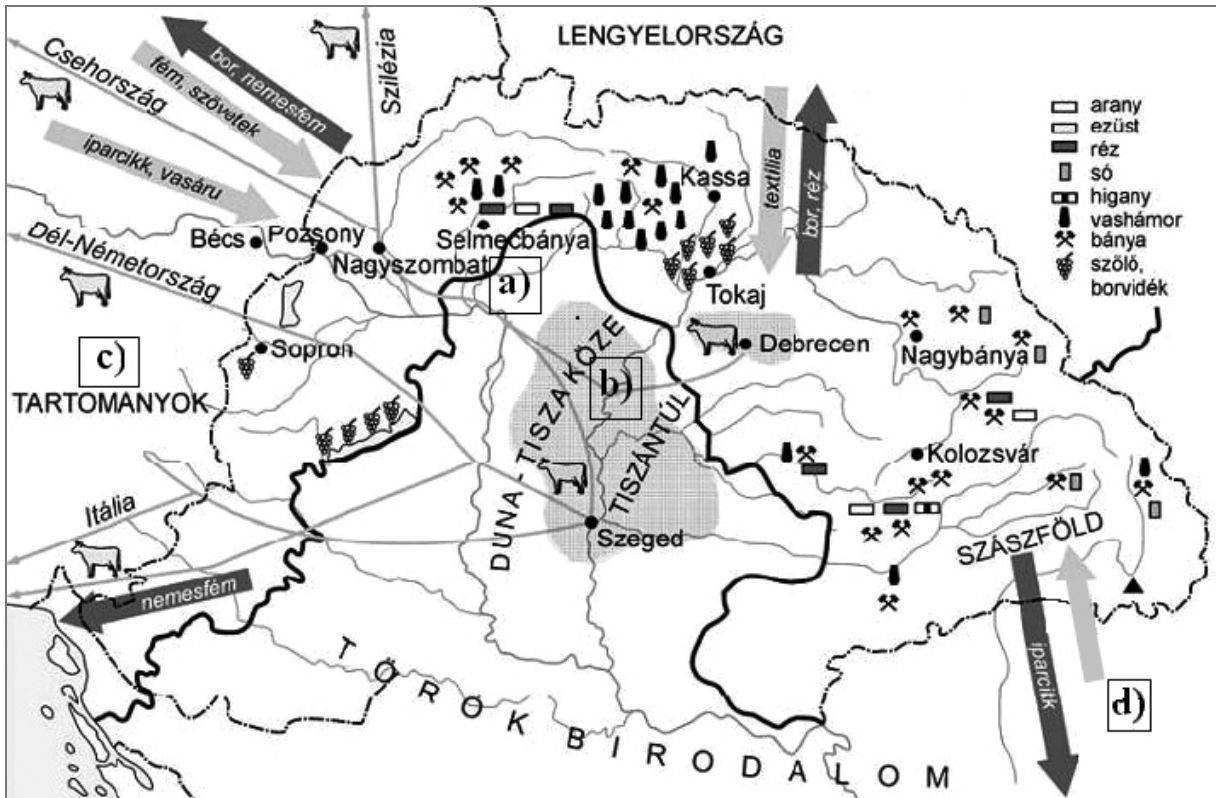 LENGYELORSZÁG
Csehország
bor, nemesfém
fém, szövetek
iparcikk, vasáru
Szilézia
textília
bor, réz
arany
ezüst
réz
só
higany
vashámor
bánya
szőlő,
borvidék
Kassa
Bécs
Pozsony
Nagyszombat
Selmecbánya
Dél-Németország
a)
Tokaj
c)
Sopron
Debrecen
Nagybánya
b)
TARTOMANYOK
DUNA-TISZA KÖZE
TISZÁNTÚL
Kolozsvár
Itália
Szeged
SZÁSZFÖLD
nemesfém
iparcikk
d)
TÖRÖK BIRODALOM